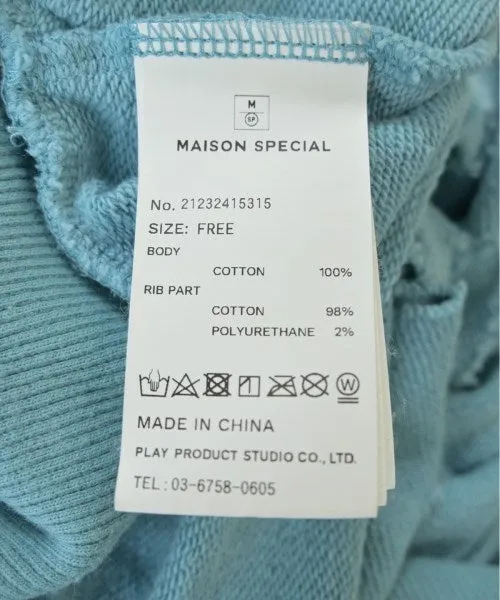 M
SP
MAISON SPECIAL
No. 21232415315
SIZE: FREE
BODY
COTTON 100%
RIB PART
COTTON 98%
POLYURETHANE 2%
W
MADE IN CHINA
PLAY PRODUCT STUDIO CO., LTD.
TEL : 03-6758-0605